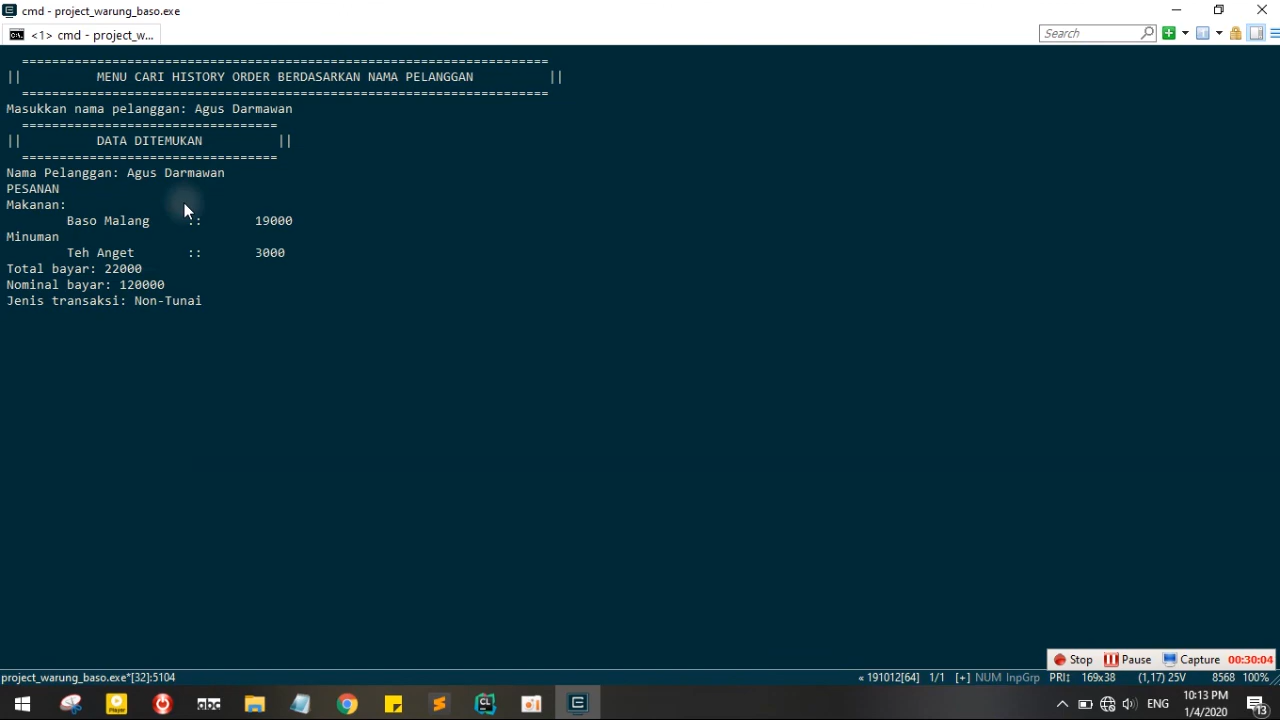 cmd - project_warung_baso.exe
<1> cmd - project_w...
Search
==================================================================
|| MENU CARI HISTORY ORDER BERDASARKAN NAMA PELANGGAN ||
==================================================================
Masukkan nama pelanggan: Agus Darmawan
==================================
|| DATA DITEMUKAN ||
==================================
Nama Pelanggan: Agus Darmawan
PESANAN
Makanan:
Baso Malang :: 19000
Minuman
Teh Anget :: 3000
Total bayar: 22000
Nominal bayar: 120000
Jenis transaksi: Non-Tunai
Stop Pause Capture 00:30:04
project_warung_baso.exe*[32]:5104 « 191012[64] 1/1 [+] NUM InpGrp PRI↕ 169x38 (1,17) 25V 8568 100%
Player abc CL ENG 10:13 PM
1/4/2020 13